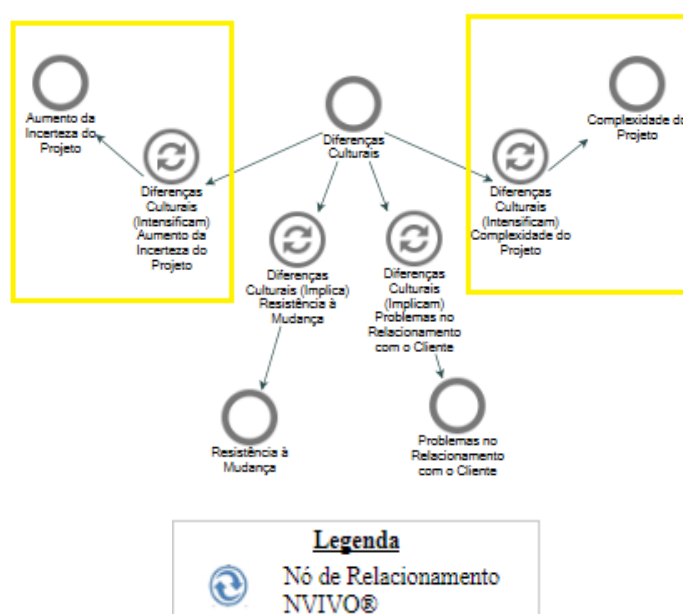 Aumento da
Incerteza do
Projeto
Diferenças
Culturais
(Intensificam)
Aumento da
Incerteza do
Projeto
Diferenças
Culturais
Diferenças
Culturais (Implica)
Resistência à
Mudança
Resistência à
Mudança
Diferenças
Culturais
(Implicam)
Problemas no
Relacionamento
com o Cliente
Problemas no
Relacionamento
com o Cliente
Diferenças
Culturais
(Intensificam)
Complexidade do
Projeto
Complexidade do
Projeto
Legenda
Nó de Relacionamento
NVIVO®